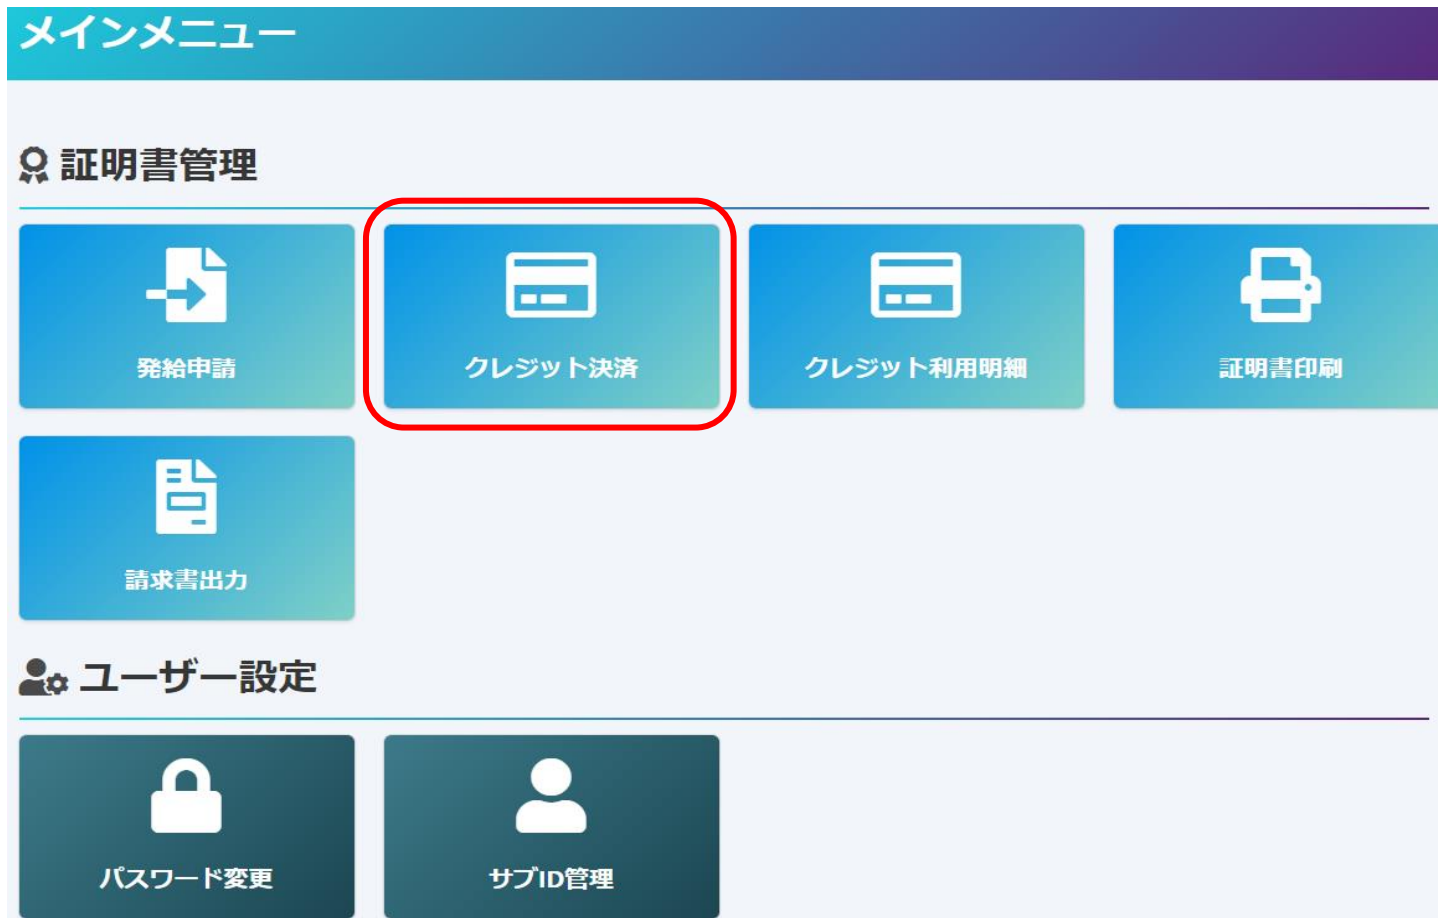 メインメニュー
証明書管理
発給申請
クレジット決済
クレジット利用明細
証明書印刷
請求書出力
ユーザー設定
パスワード変更
サブID管理